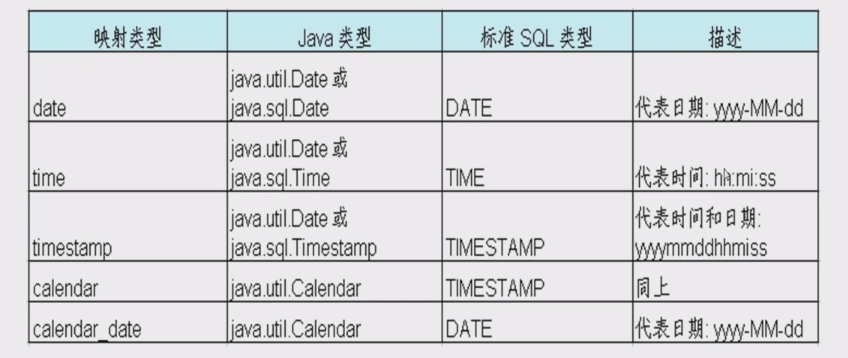 映射类型 Java 类型 标准 SQL 类型 描述
java.util.Date 或
date java.sql.Date DATE 代表日期: yyyy-MM-dd
java.util.Date 或
time java.sql.Time TIME 代表时间: hh:mi:ss
java.util.Date 或 代表时间和日期:
timestamp java.sql.Timestamp TIMESTAMP yyyymmddhhmiss
calendar java.util.Calendar TIMESTAMP 同上
calendar_date java.util.Calendar DATE 代表日期: yyyy-MM-dd